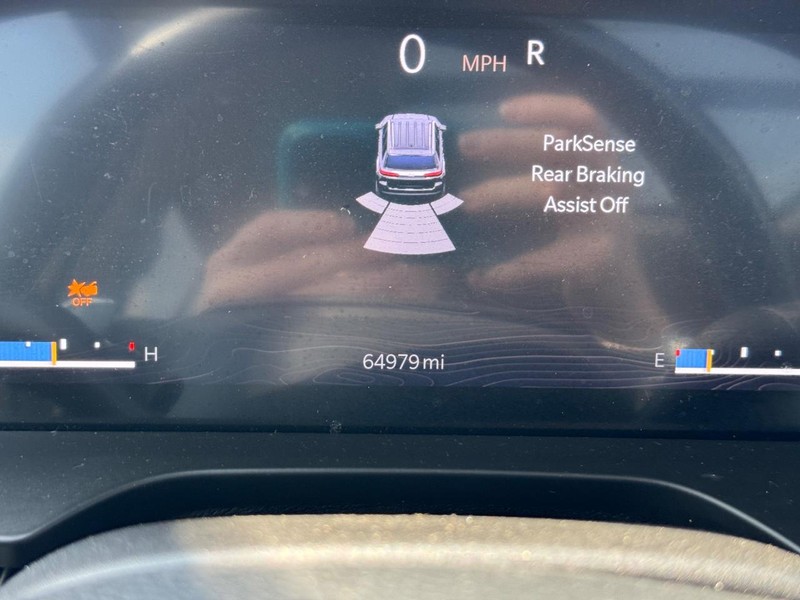 0 MPH R
ParkSense
Rear Braking
Assist Off
OFF
H
64979 mi
E